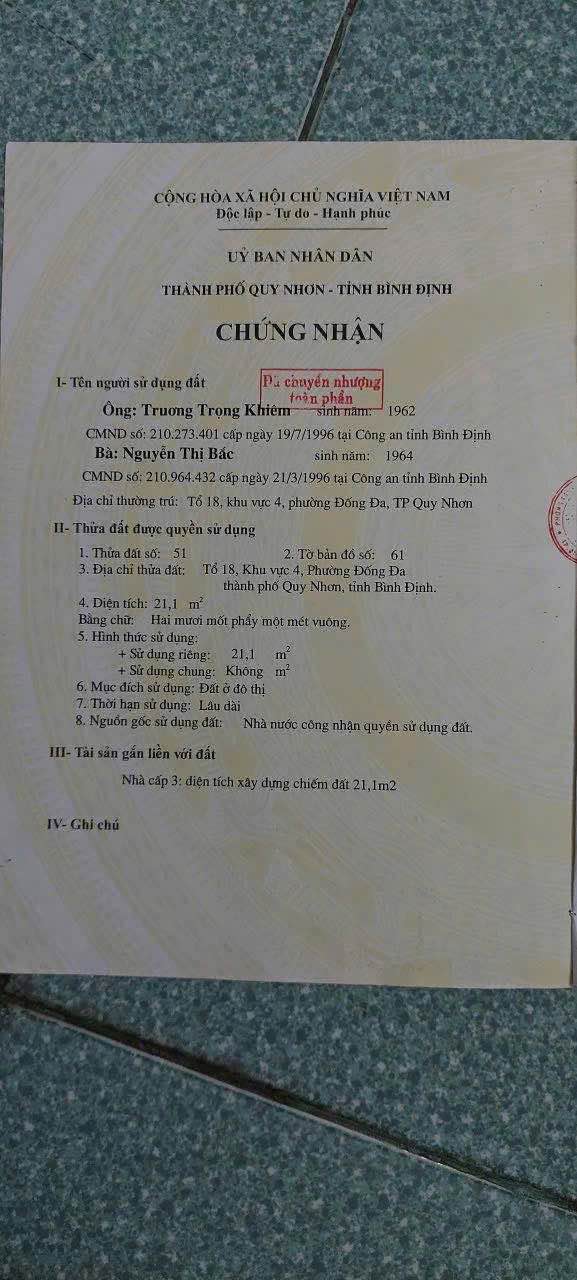 CỘNG HÒA XÃ HỘI CHỦ NGHĨA VIỆT NAM
Độc lập - Tự do - Hạnh phúc
UỶ BAN NHÂN DÂN
THÀNH PHỐ QUY NHƠN - TỈNH BÌNH ĐỊNH
CHỨNG NHẬN
I- Tên người sử dụng đất
Đã chuyển nhượng
toàn phần
Ông: Trương Trọng Khiêm sinh năm: 1962
CMND số: 210.273.401 cấp ngày 19/7/1996 tại Công an tỉnh Bình Định
Bà: Nguyễn Thị Bắc sinh năm: 1964
CMND số: 210.964.432 cấp ngày 21/3/1996 tại Công an tỉnh Bình Định
Địa chỉ thường trú: Tổ 18, khu vực 4, phường Đống Đa, TP Quy Nhơn
II- Thửa đất được quyền sử dụng
1. Thửa đất số: 51 2. Tờ bản đồ số: 61
3. Địa chỉ thửa đất: Tổ 18, Khu vực 4, Phường Đống Đa
thành phố Quy Nhơn, tỉnh Bình Định.
4. Diện tích: 21,1 m²
Bằng chữ: Hai mươi mốt phẩy một mét vuông.
5. Hình thức sử dụng:
+ Sử dụng riêng: 21,1 m²
+ Sử dụng chung: Không m²
6. Mục đích sử dụng: Đất ở đô thị
7. Thời hạn sử dụng: Lâu dài
8. Nguồn gốc sử dụng đất: Nhà nước công nhận quyền sử dụng đất.
III- Tài sản gắn liền với đất
Nhà cấp 3: diện tích xây dựng chiếm đất 21,1m2
IV- Ghi chú